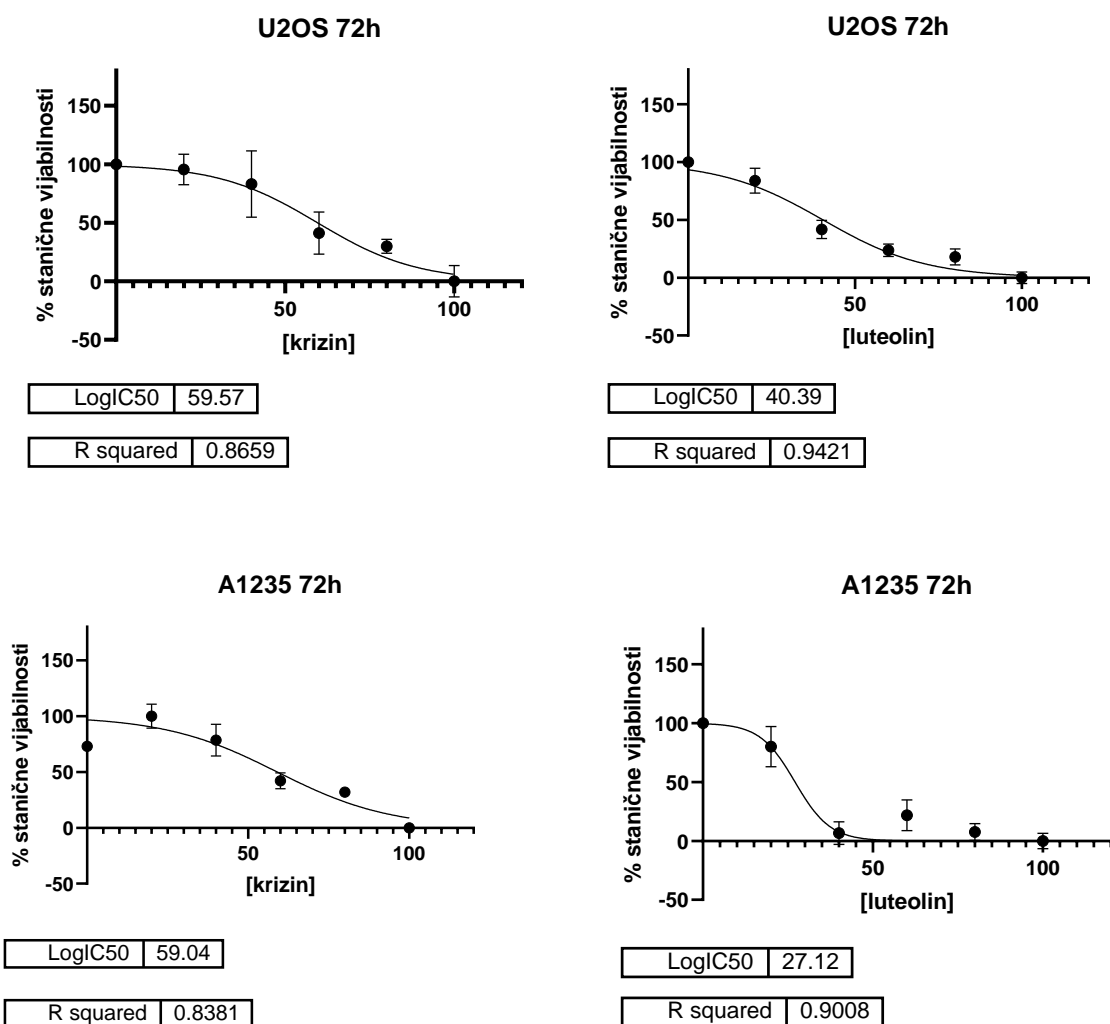 U2OS 72h
% stanične vijabilnosti
150
100
50
0
-50
50
100
[krizin]
LogIC50 59.57
R squared 0.8659
U2OS 72h
% stanične vijabilnosti
150
100
50
0
-50
50
100
[luteolin]
LogIC50 40.39
R squared 0.9421
A1235 72h
% stanične vijabilnosti
150
100
50
0
-50
50
100
[krizin]
LogIC50 59.04
R squared 0.8381
A1235 72h
% stanične vijabilnosti
150
100
50
0
-50
50
100
[luteolin]
LogIC50 27.12
R squared 0.9008